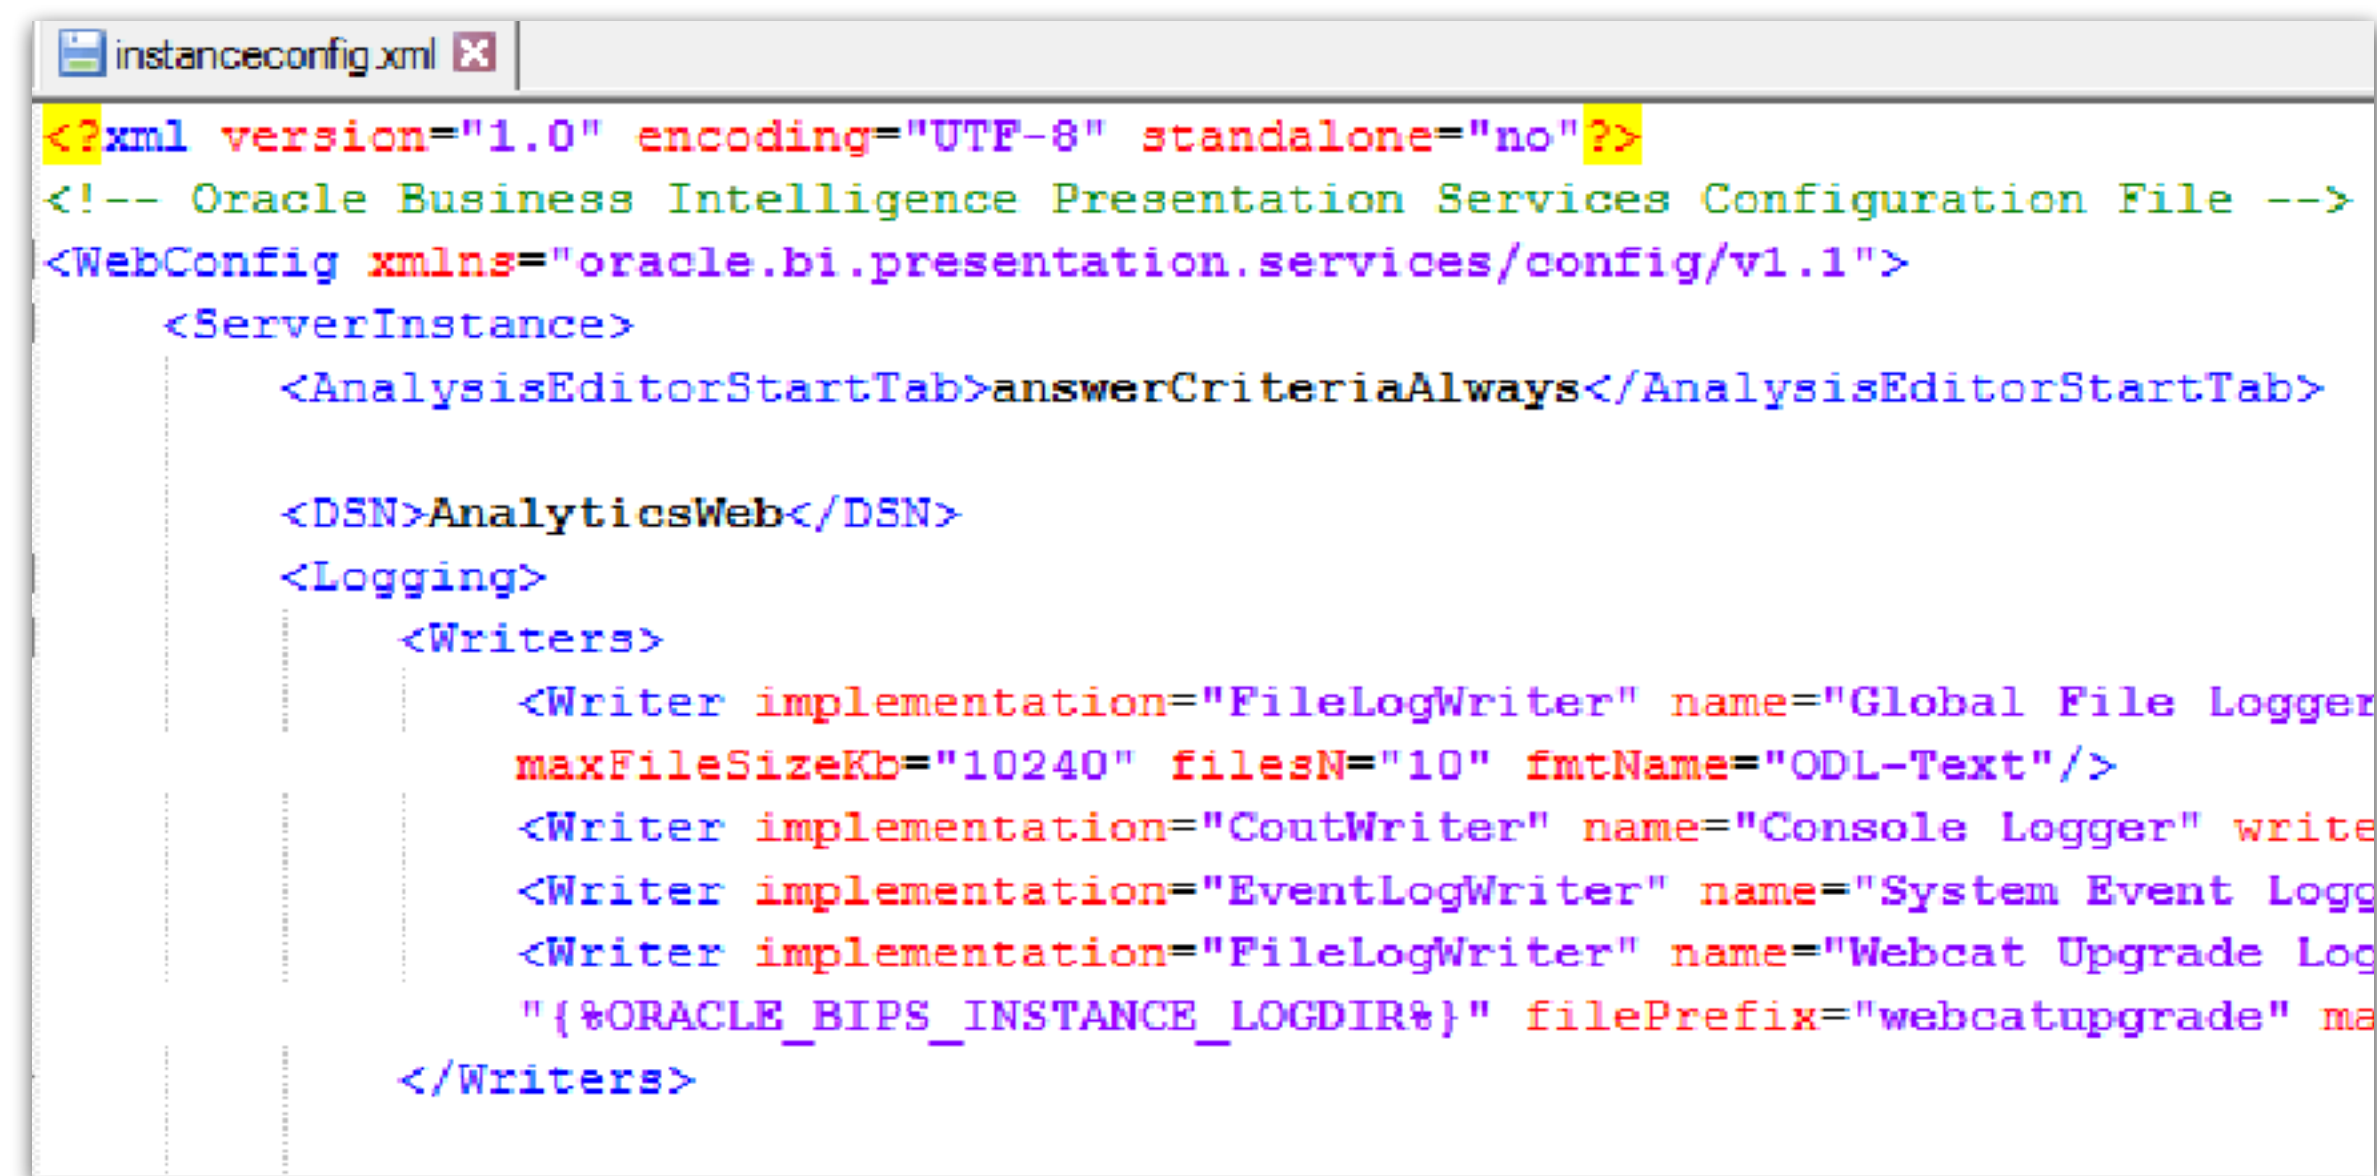 instanceconfig.xml
<?xml version="1.0" encoding="UTF-8" standalone="no"?>
<!-- Oracle Business Intelligence Presentation Services Configuration File -->
<WebConfig xmlns="oracle.bi.presentation.services/config/v1.1">
<ServerInstance>
<AnalysisEditorStartTab>answerCriteriaAlways</AnalysisEditorStartTab>
<DSN>AnalyticsWeb</DSN>
<Logging>
<Writers>
<Writer implementation="FileLogWriter" name="Global File Logger
maxFileSizeKb="10240" filesN="10" fmtName="ODL-Text"/>
<Writer implementation="CoutWriter" name="Console Logger" write
<Writer implementation="EventLogWriter" name="System Event Logg
<Writer implementation="FileLogWriter" name="Webcat Upgrade Log
"{%ORACLE_BIPS_INSTANCE_LOGDIR%}" filePrefix="webcatupgrade" ma
</Writers>